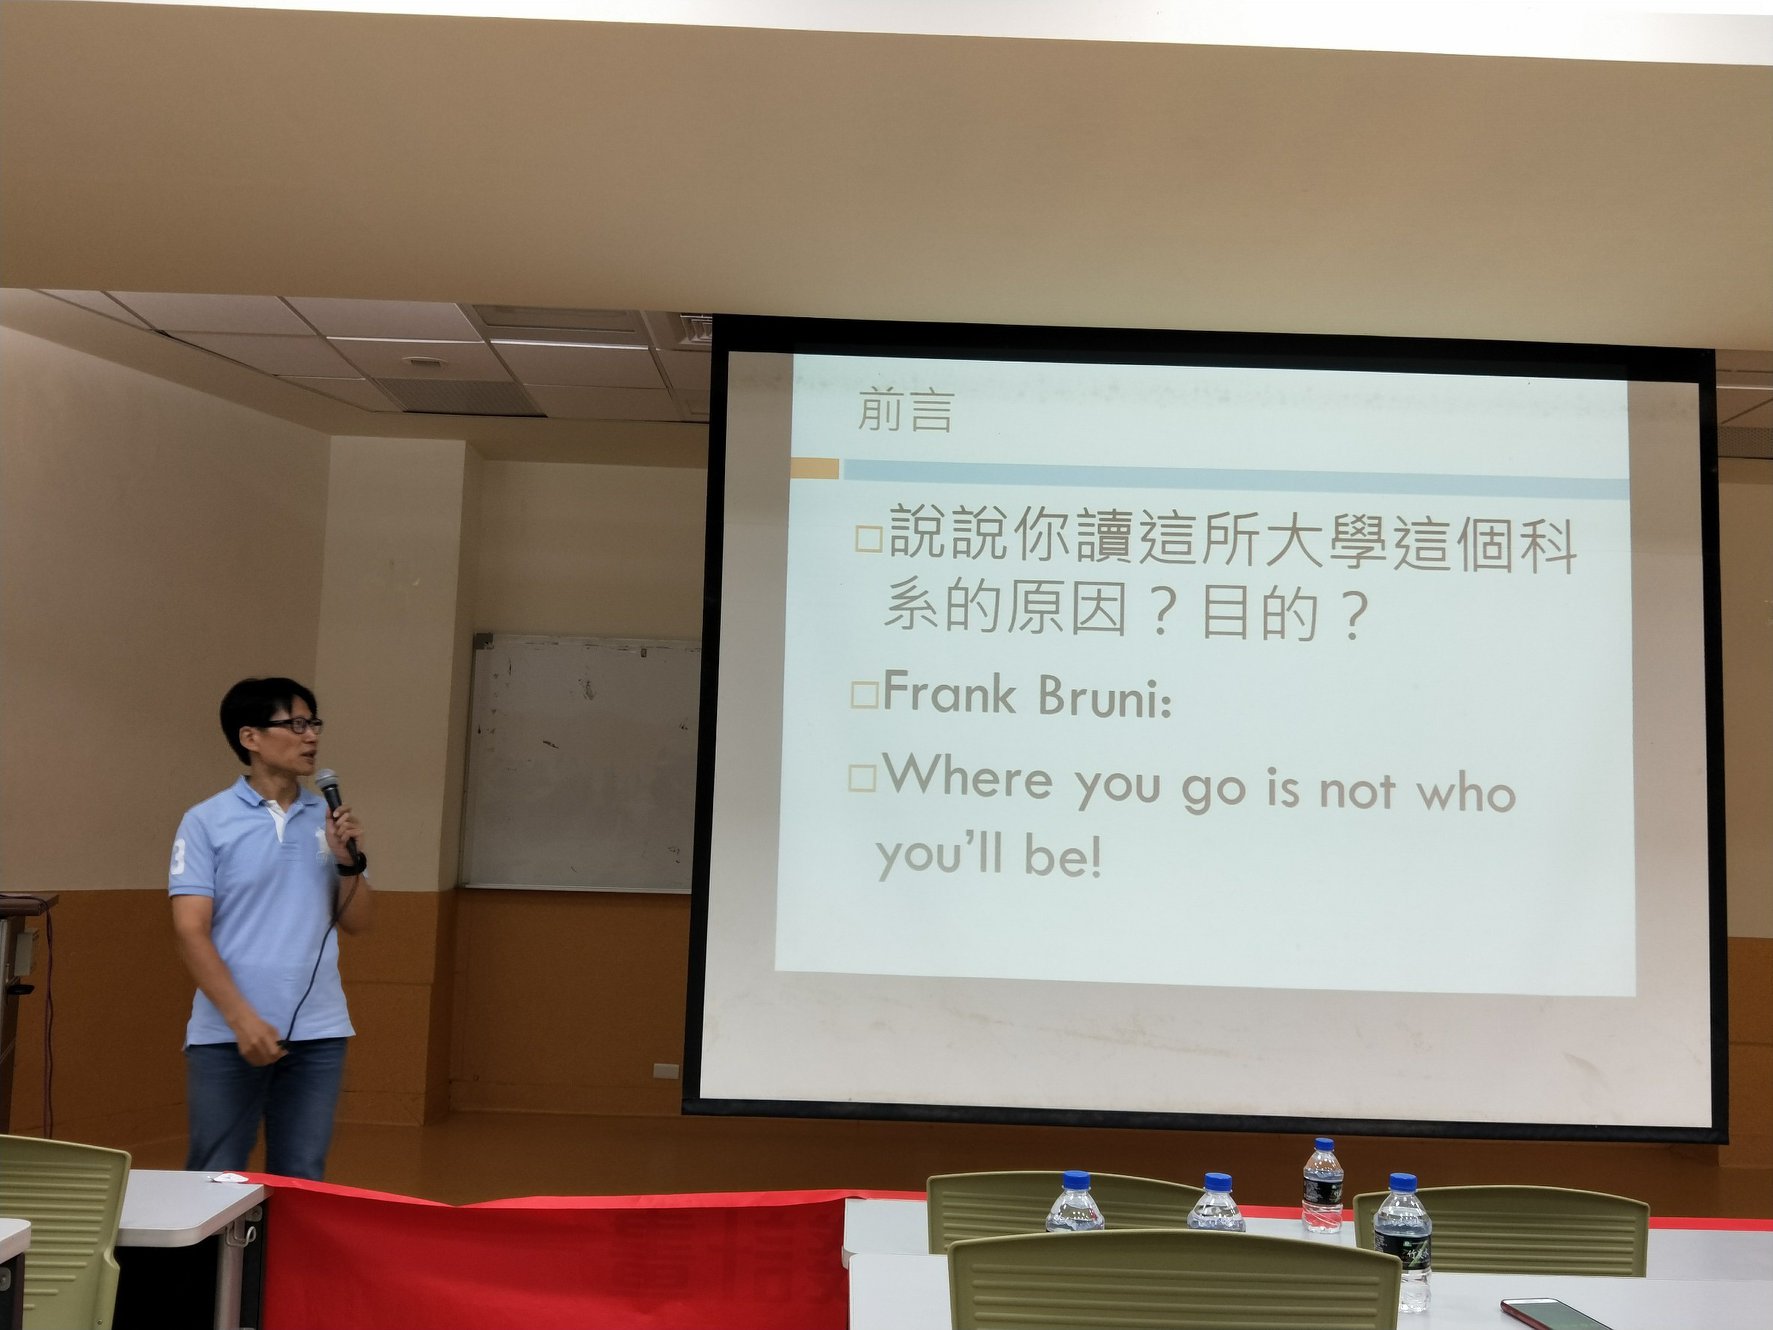 前言
說說你讀這所大學這個科
系的原因？目的？
Frank Bruni:
Where you go is not who
you'll be!
3